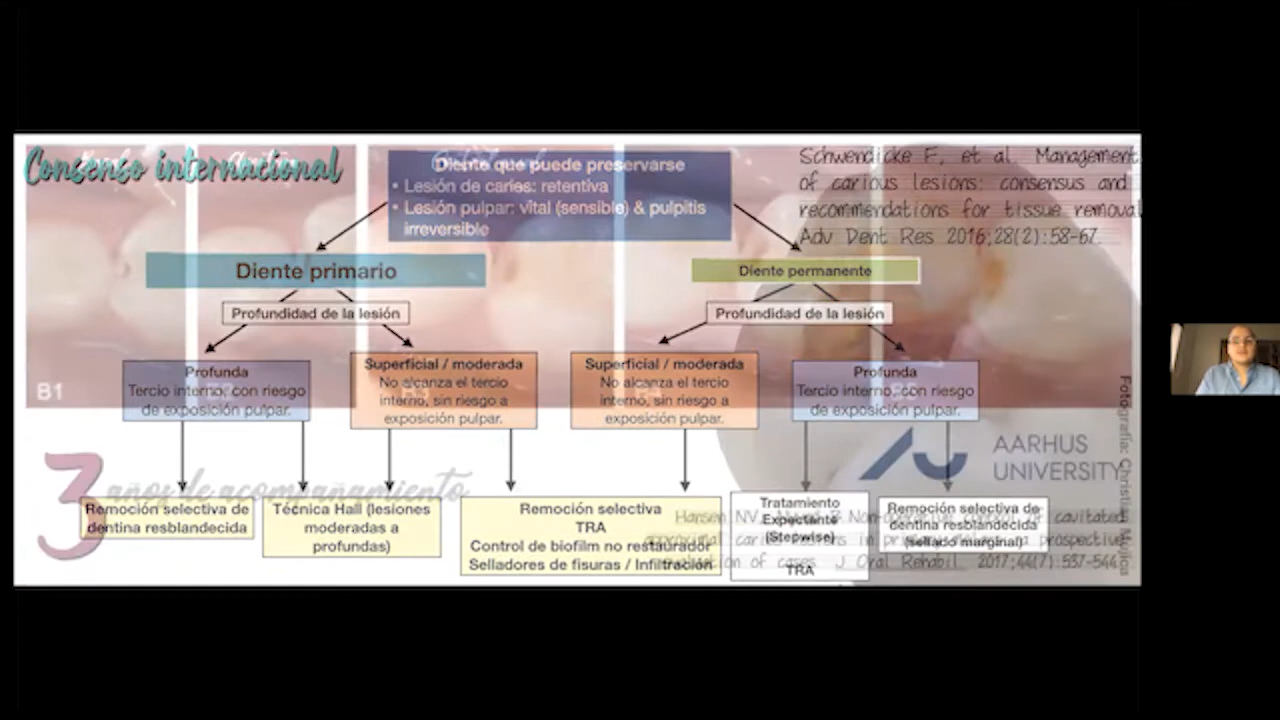 Consenso internacional
Diente que puede preservarse
• Lesión de caries: retentiva
• Lesión pulpar: vital (sensible) & pulpitis
irreversible
Schwendicke F, et al. Management
of carious lesions: consensus and
recommendations for tissue removal
Adv Dent Res 2016;28(2):58-67.
Diente primario
Diente permanente
Profundidad de la lesión
Profundidad de la lesión
Profunda
Tercio interno, con riesgo
de exposición pulpar.
Superficial / moderada
No alcanza el tercio
interno, sin riesgo a
exposición pulpar.
Superficial / moderada
No alcanza el tercio
interno, sin riesgo a
exposición pulpar.
Profunda
Tercio interno, con riesgo
de exposición pulpar.
B1
3 años de acompañamiento
AARHUS
UNIVERSITY
Fotografía: Christian Mujica
Remoción selectiva de
dentina resblandecida
Técnica Hall (lesiones
moderadas a
profundas)
Remoción selectiva
TRA
Control de biofilm no restaurador
Selladores de fisuras / Infiltración
Tratamiento
Expectante
(Stepwise)
TRA
Remoción selectiva de
dentina resblandecida
(sellado marginal)
Hansen NV, Non- of cavitated
approximal carious lesions in prospective
of cases. J Oral Rehabil. 2017;44(7):537-544.